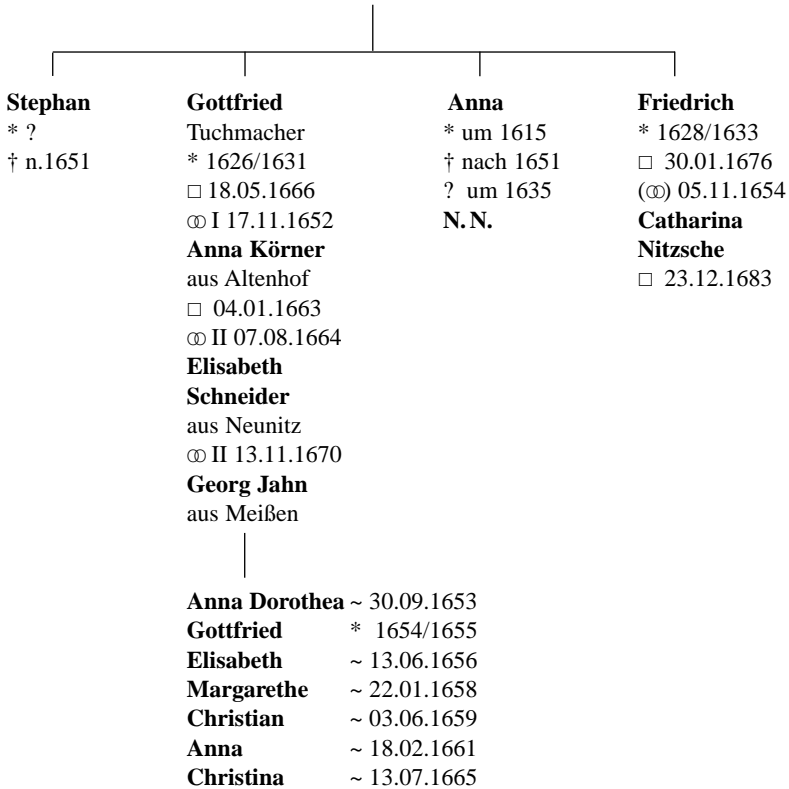 Stephan
* ?
† n.1651
Gottfried
Tuchmacher
* 1626/1631
□ 18.05.1666
⚭ I 17.11.1652
Anna Körner
aus Altenhof
□ 04.01.1663
⚭ II 07.08.1664
Elisabeth
Schneider
aus Neunitz
⚭ II 13.11.1670
Georg Jahn
aus Meißen
Anna
* um 1615
† nach 1651
? um 1635
N. N.
Friedrich
* 1628/1633
□ 30.01.1676
(⚭) 05.11.1654
Catharina
Nitzsche
□ 23.12.1683
Anna Dorothea ~ 30.09.1653
Gottfried * 1654/1655
Elisabeth ~ 13.06.1656
Margarethe ~ 22.01.1658
Christian ~ 03.06.1659
Anna ~ 18.02.1661
Christina ~ 13.07.1665